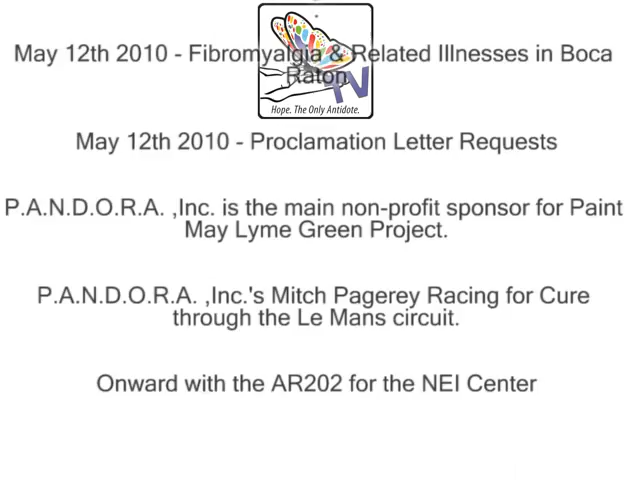 May 12th 2010 - Fibromyalgia & Related Illnesses in Boca
Raton
TV
Hope. The Only Antidote.
May 12th 2010 - Proclamation Letter Requests
P.A.N.D.O.R.A. ,Inc. is the main non-profit sponsor for Paint
May Lyme Green Project.
P.A.N.D.O.R.A. ,Inc.'s Mitch Pagerey Racing for Cure
through the Le Mans circuit.
Onward with the AR202 for the NEI Center